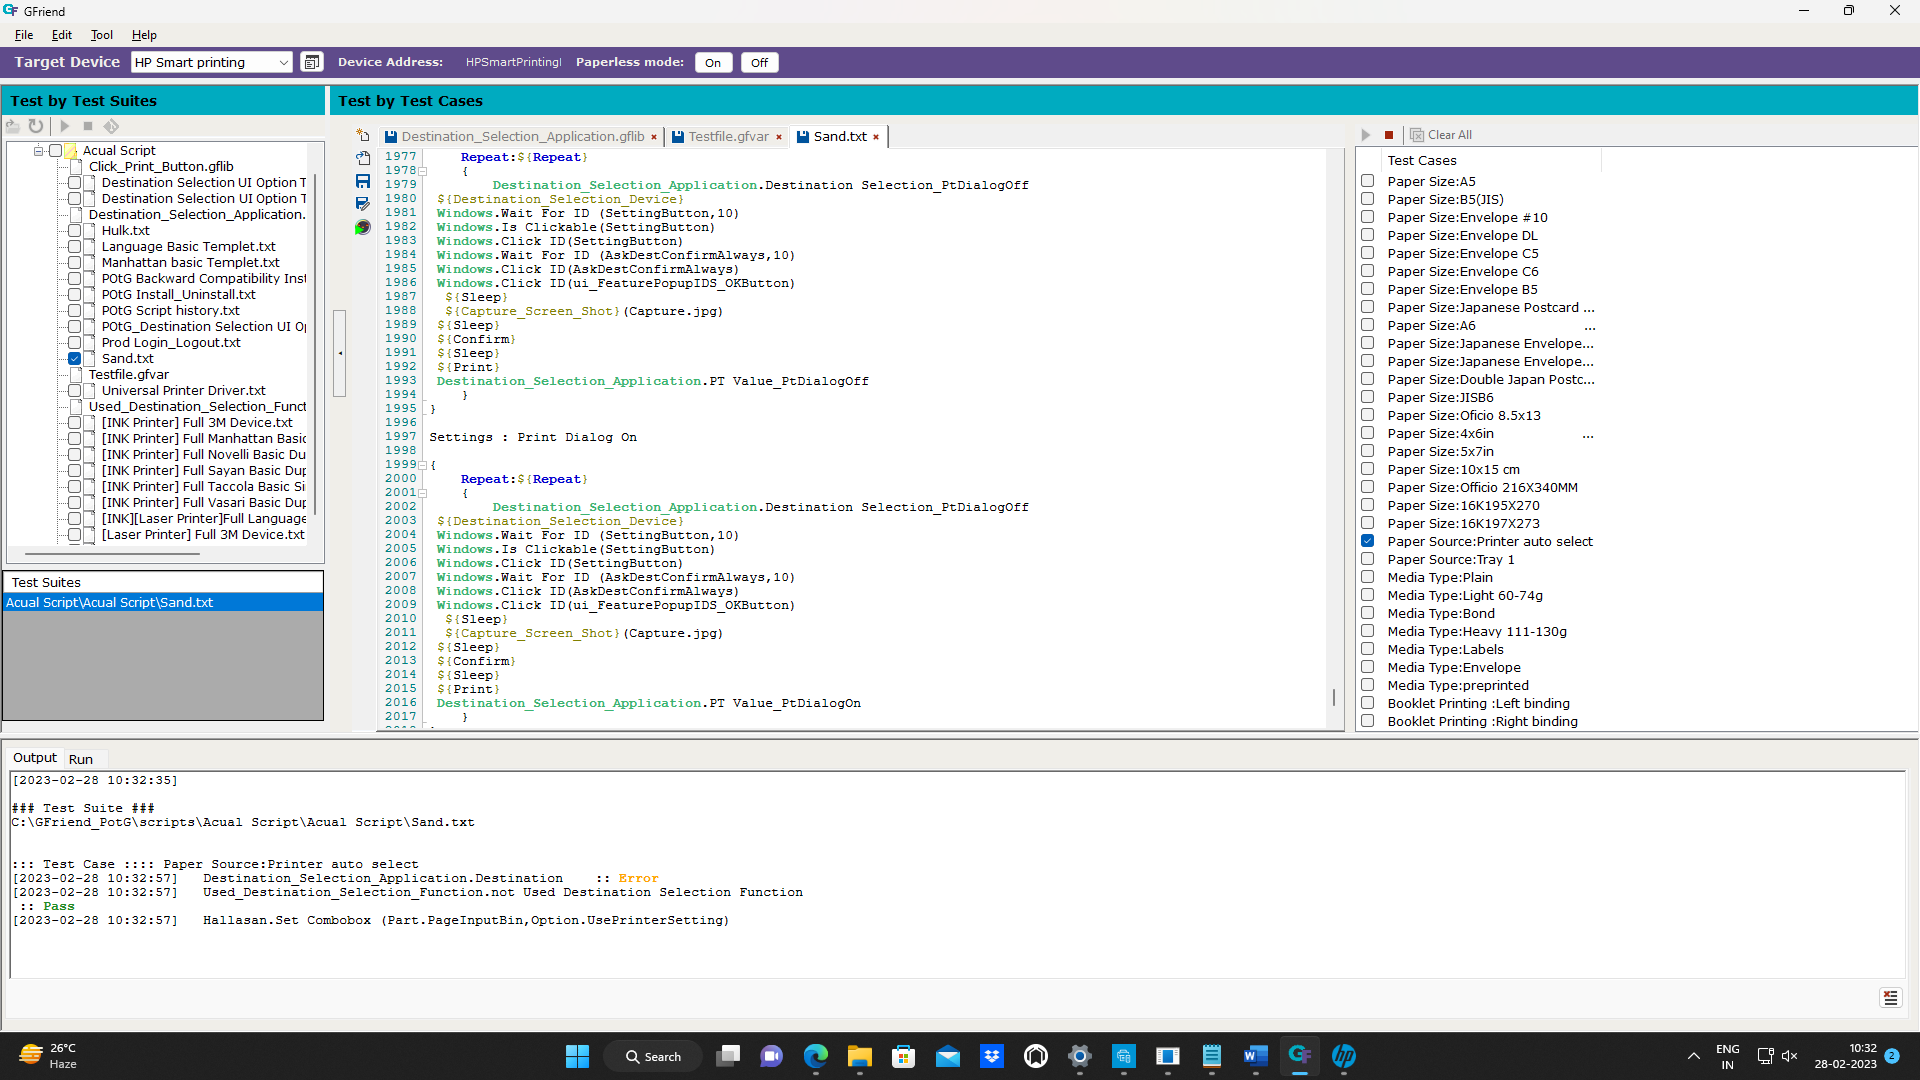 GFriend
File Edit Tool Help
Target Device HP Smart printing Device Address: HPSmartPrintingI Paperless mode: On Off
Test by Test Suites
Acual Script
Click_Print_Button.gflib
Destination Selection UI Option T
Destination Selection UI Option T
Destination_Selection_Application.
Hulk.txt
Language Basic Templet.txt
Manhattan basic Templet.txt
POtG Backward Compatibility Inst
POtG Install_Uninstall.txt
POtG Script history.txt
POtG_Destination Selection UI O
Prod Login_Logout.txt
Sand.txt
Testfile.gfvar
Universal Printer Driver.txt
Used_Destination_Selection_Funct
[INK Printer] Full 3M Device.txt
[INK Printer] Full Manhattan Basic
[INK Printer] Full Novelli Basic Du
[INK Printer] Full Sayan Basic Dup
[INK Printer] Full Taccola Basic Si
[INK Printer] Full Vasari Basic Dup
[INK][Laser Printer]Full Language
[Laser Printer] Full 3M Device.txt
Test Suites
Acual Script\Acual Script\Sand.txt
Test by Test Cases
Destination_Selection_Application.gflib × Testfile.gfvar × Sand.txt ×
1977 Repeat:${Repeat}
1978 {
1979 Destination_Selection_Application.Destination Selection_PtDialogOff
1980 ${Destination_Selection_Device}
1981 Windows.Wait For ID (SettingButton,10)
1982 Windows.Is Clickable(SettingButton)
1983 Windows.Click ID(SettingButton)
1984 Windows.Wait For ID (AskDestConfirmAlways,10)
1985 Windows.Click ID(AskDestConfirmAlways)
1986 Windows.Click ID(ui_FeaturePopupIDS_OKButton)
1987 ${Sleep}
1988 ${Capture_Screen_Shot}(Capture.jpg)
1989 ${Sleep}
1990 ${Confirm}
1991 ${Sleep}
1992 ${Print}
1993 Destination_Selection_Application.PT Value_PtDialogOff
1994 }
1995 }
1996
1997 Settings : Print Dialog On
1998
1999 {
2000 Repeat:${Repeat}
2001 {
2002 Destination_Selection_Application.Destination Selection_PtDialogOff
2003 ${Destination_Selection_Device}
2004 Windows.Wait For ID (SettingButton,10)
2005 Windows.Is Clickable(SettingButton)
2006 Windows.Click ID(SettingButton)
2007 Windows.Wait For ID (AskDestConfirmAlways,10)
2008 Windows.Click ID(AskDestConfirmAlways)
2009 Windows.Click ID(ui_FeaturePopupIDS_OKButton)
2010 ${Sleep}
2011 ${Capture_Screen_Shot}(Capture.jpg)
2012 ${Sleep}
2013 ${Confirm}
2014 ${Sleep}
2015 ${Print}
2016 Destination_Selection_Application.PT Value_PtDialogOn
2017 }
Clear All
Test Cases
Paper Size:A5
Paper Size:B5(JIS)
Paper Size:Envelope #10
Paper Size:Envelope DL
Paper Size:Envelope C5
Paper Size:Envelope C6
Paper Size:Envelope B5
Paper Size:Japanese Postcard ...
Paper Size:A6 ...
Paper Size:Japanese Envelope...
Paper Size:Japanese Envelope...
Paper Size:Double Japan Postc...
Paper Size:JISB6
Paper Size:Oficio 8.5x13
Paper Size:4x6in ...
Paper Size:5x7in
Paper Size:10x15 cm
Paper Size:Officio 216X340MM
Paper Size:16K195X270
Paper Size:16K197X273
Paper Source:Printer auto select
Paper Source:Tray 1
Media Type:Plain
Media Type:Light 60-74g
Media Type:Bond
Media Type:Heavy 111-130g
Media Type:Labels
Media Type:Envelope
Media Type:preprinted
Booklet Printing :Left binding
Booklet Printing :Right binding
Output Run
[2023-02-28 10:32:35]
### Test Suite ###
C:\GFriend_PotG\scripts\Acual Script\Acual Script\Sand.txt
::: Test Case :::: Paper Source:Printer auto select
[2023-02-28 10:32:57] Destination_Selection_Application.Destination :: Error
[2023-02-28 10:32:57] Used_Destination_Selection_Function.not Used Destination Selection Function
:: Pass
[2023-02-28 10:32:57] Hallasan.Set Combobox (Part.PageInputBin,Option.UsePrinterSetting)
26°C
Haze
Search
ENG
IN
10:32
28-02-2023
2